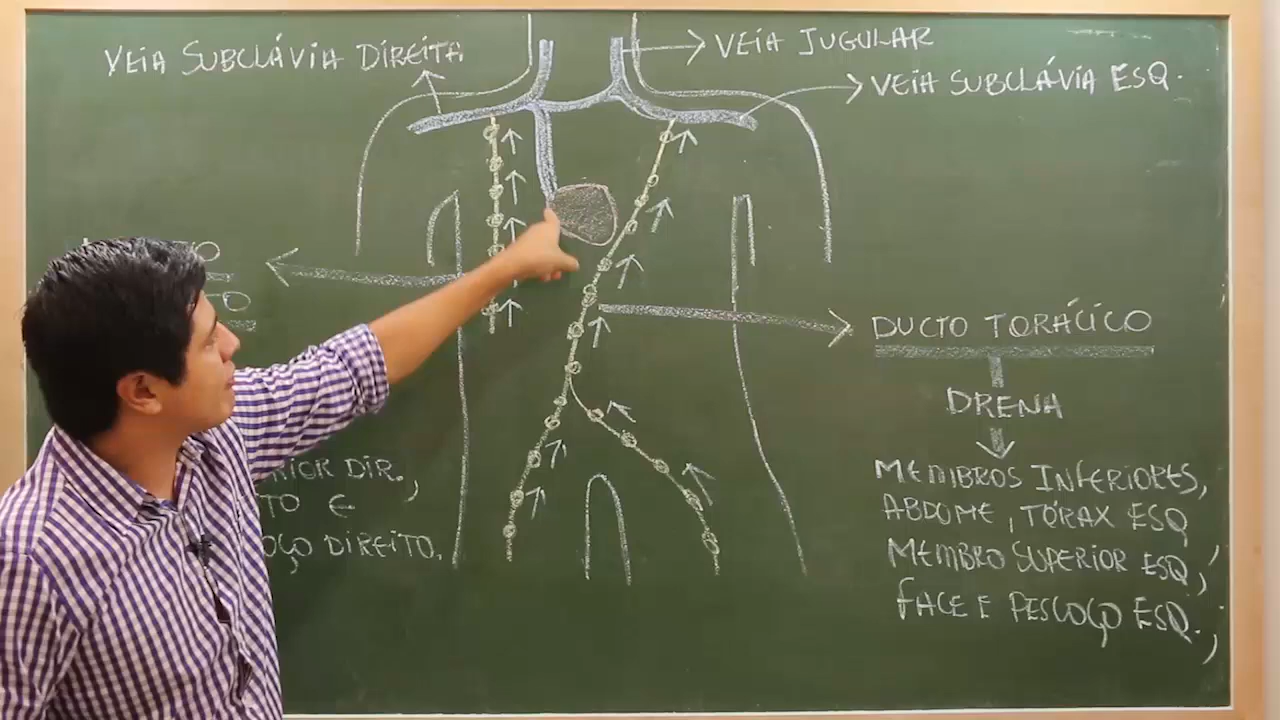 VEIA SUBCLÁVIA DIREITA
VEIA JUGULAR
VEIA SUBCLÁVIA ESQ.
DUCTO TORÁCICO
DRENA
MEMBROS INFERIORES,
ABDOME, TÓRAX ESQ
MEMBRO SUPERIOR ESQ,
FACE E PESCOÇO ESQ.,
DIR.,
E
DIREITO.